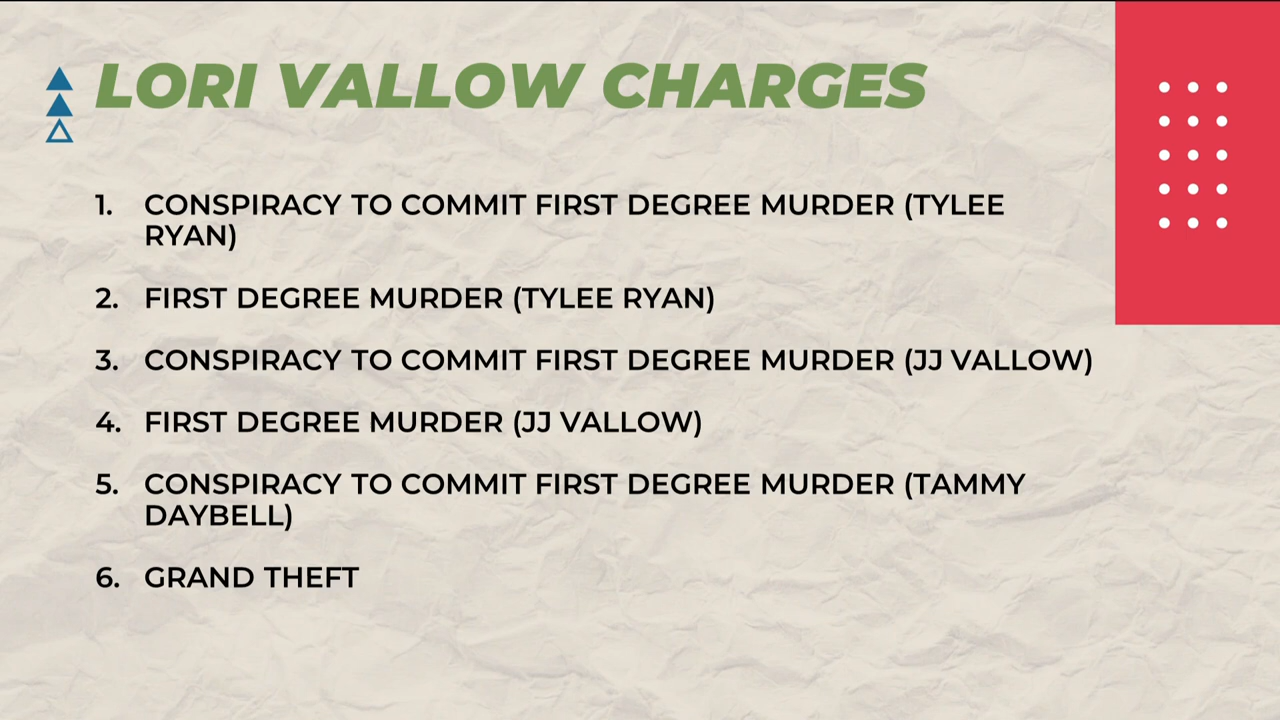 LORI VALLOW CHARGES
1. CONSPIRACY TO COMMIT FIRST DEGREE MURDER (TYLEE
RYAN)
2. FIRST DEGREE MURDER (TYLEE RYAN)
3. CONSPIRACY TO COMMIT FIRST DEGREE MURDER (JJ VALLOW)
4. FIRST DEGREE MURDER (JJ VALLOW)
5. CONSPIRACY TO COMMIT FIRST DEGREE MURDER (TAMMY
DAYBELL)
6. GRAND THEFT